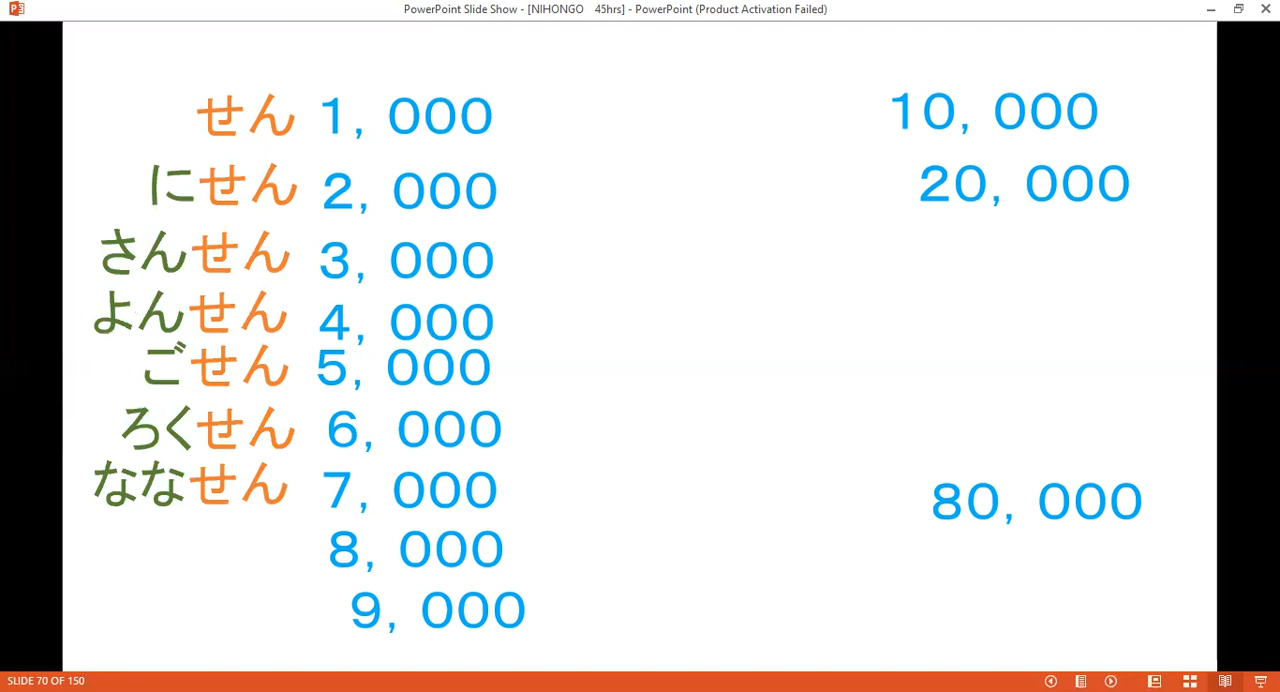 PowerPoint Slide Show - [NIHONGO 45hrs] - PowerPoint (Product Activation Failed)
せん 1, 000
にせん 2, 000
さんせん 3, 000
よんせん 4, 000
ごせん 5, 000
ろくせん 6, 000
ななせん 7, 000
8, 000
9, 000
10, 000
20, 000
80, 000
SLIDE 70 OF 150